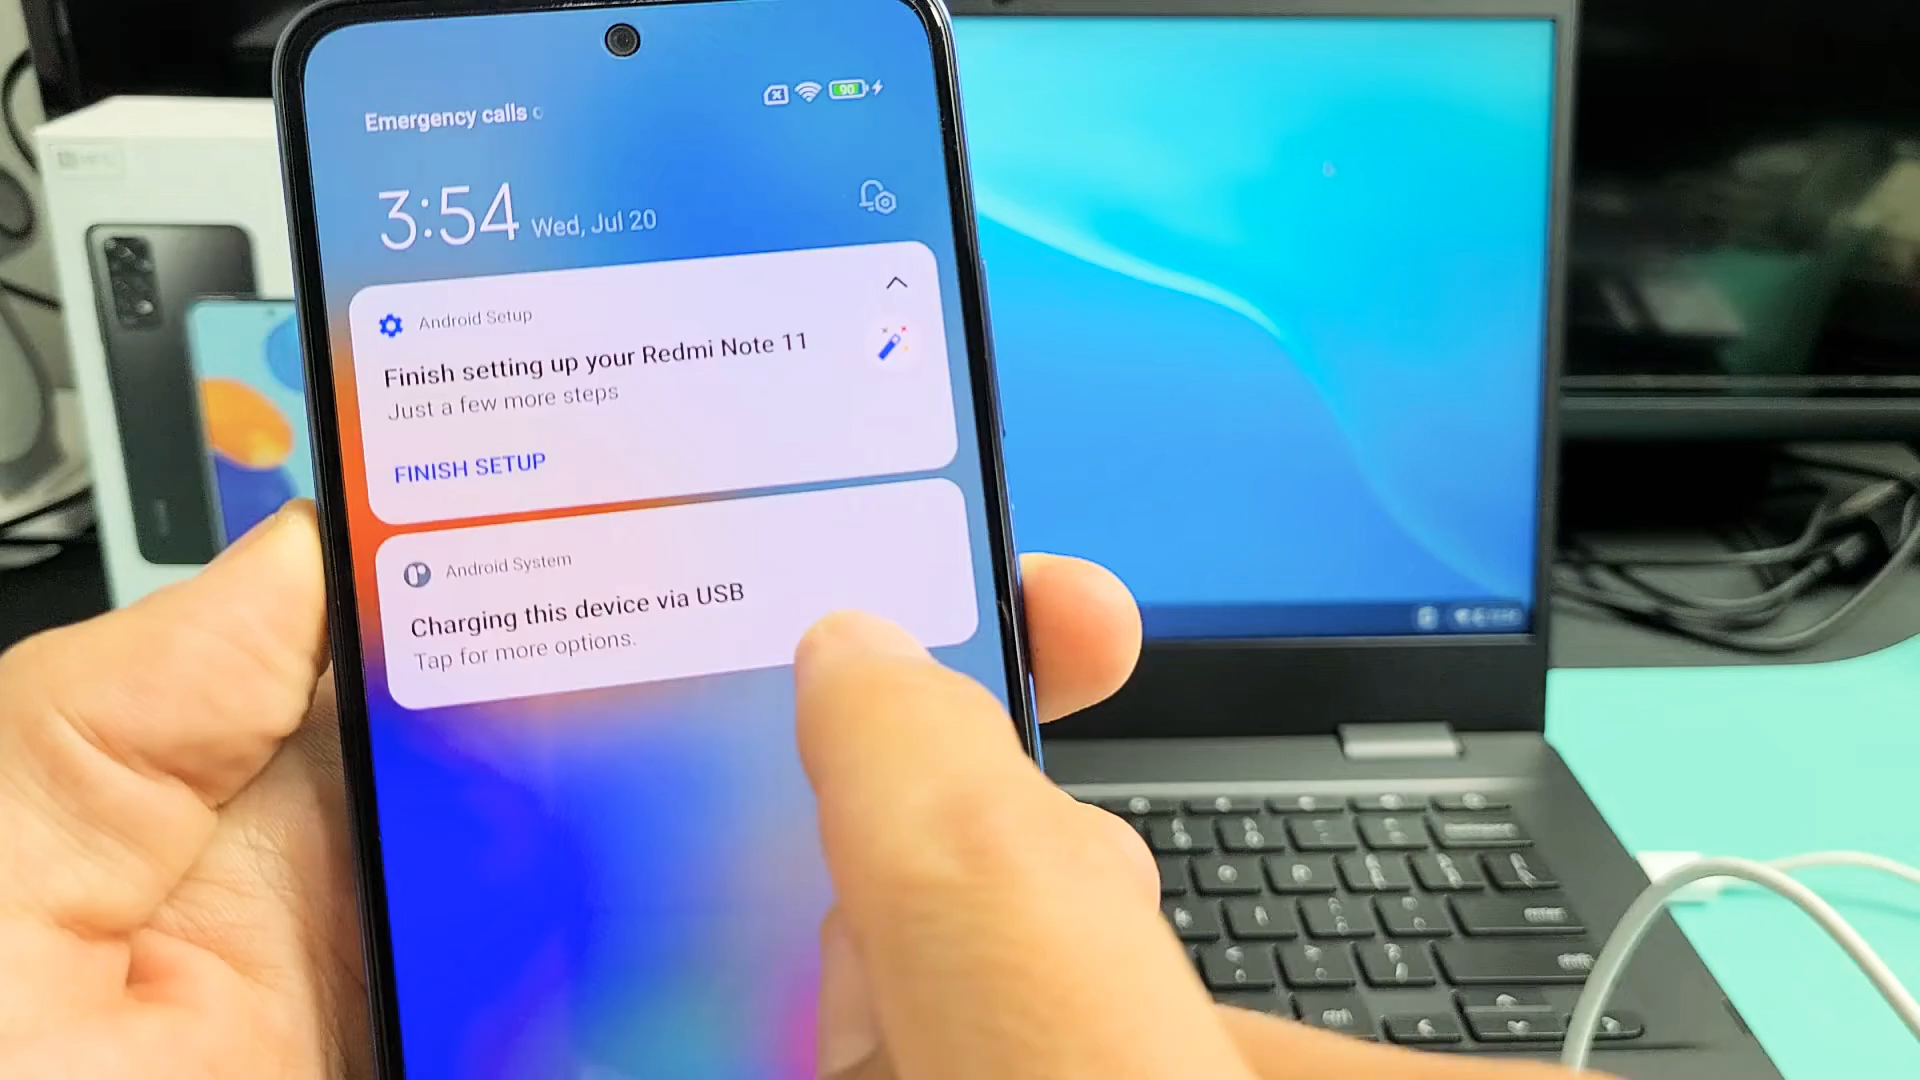 Emergency calls
90
3:54 Wed, Jul 20
Android Setup
Finish setting up your Redmi Note 11
Just a few more steps
FINISH SETUP
Android System
Charging this device via USB
Tap for more options.